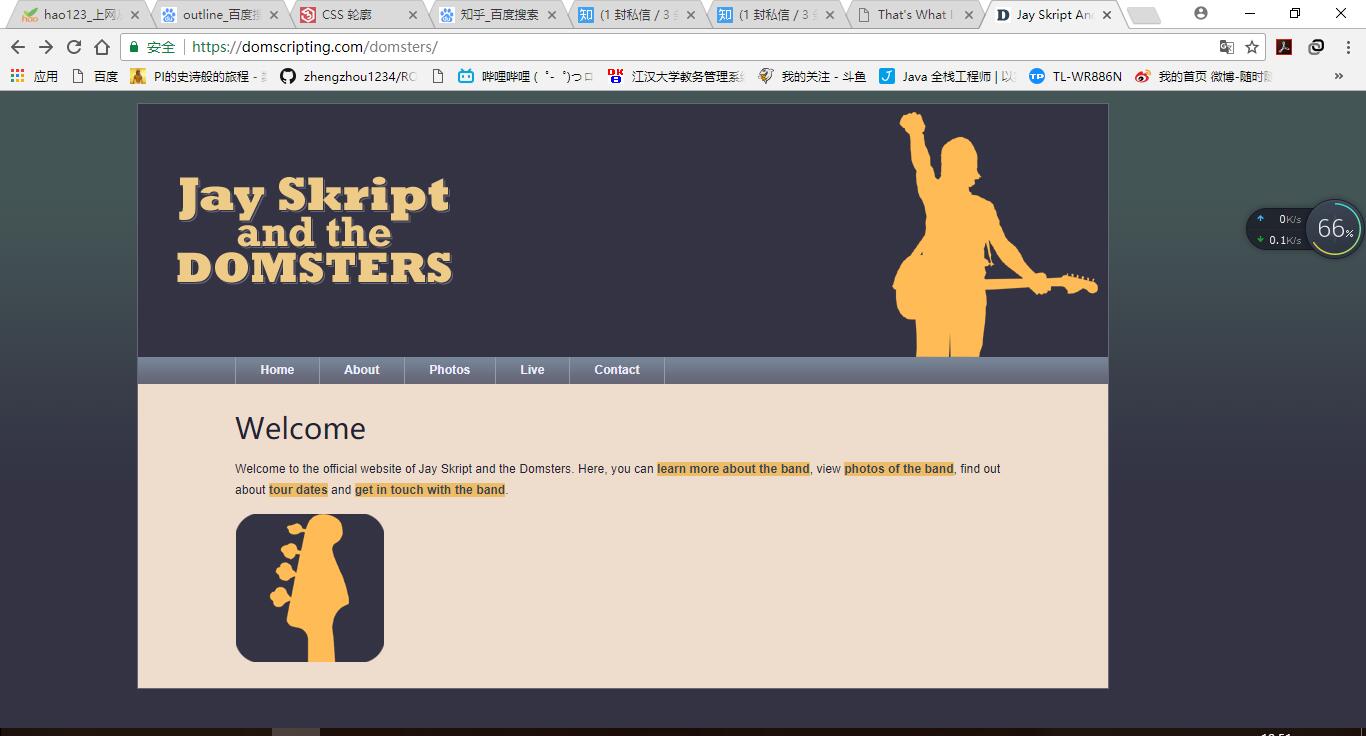 hao123_上网
outline_百度
CSS 轮廓
知乎_百度搜索
(1 封私信 / 3
(1 封私信 / 3
That's What I
Jay Skript An
安全
https://domscripting.com/domsters/
应用
百度
PI的史诗般的旅程 -
zhengzhou1234/RC
哔哩哔哩 ( ゜- ゜)つロ
江汉大学教务管理系
我的关注 - 斗鱼
Java 全栈工程师 | 以
TL-WR886N
我的首页 微博-随时随
»
Jay Skript
and the
DOMSTERS
0K/s
0.1K/s
66%
Home
About
Photos
Live
Contact
Welcome
Welcome to the official website of Jay Skript and the Domsters. Here, you can learn more about the band, view photos of the band, find out
about tour dates and get in touch with the band.